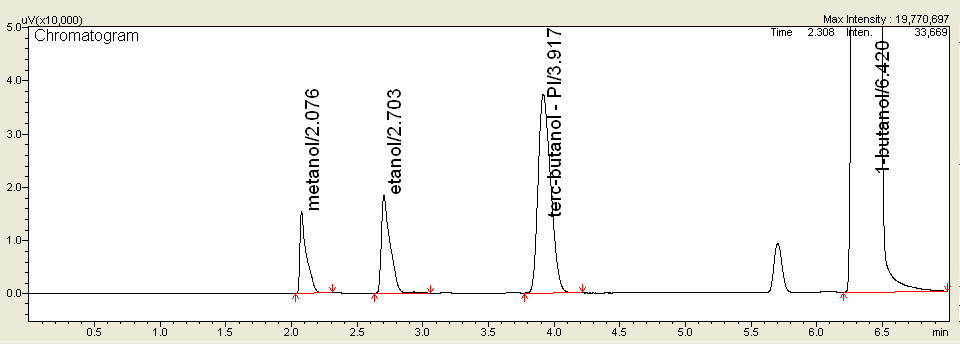 uV(x10,000)
Max Intensity : 19,770,697
Chromatogram
Time 2.308 Inten. 33,669
5.0
4.0
3.0
2.0
1.0
0.0
metanol/2.076
etanol/2.703
terc-butanol - PI/3.917
1-butanol/6.420
0.5 1.0 1.5 2.0 2.5 3.0 3.5 4.0 4.5 5.0 5.5 6.0 6.5 min